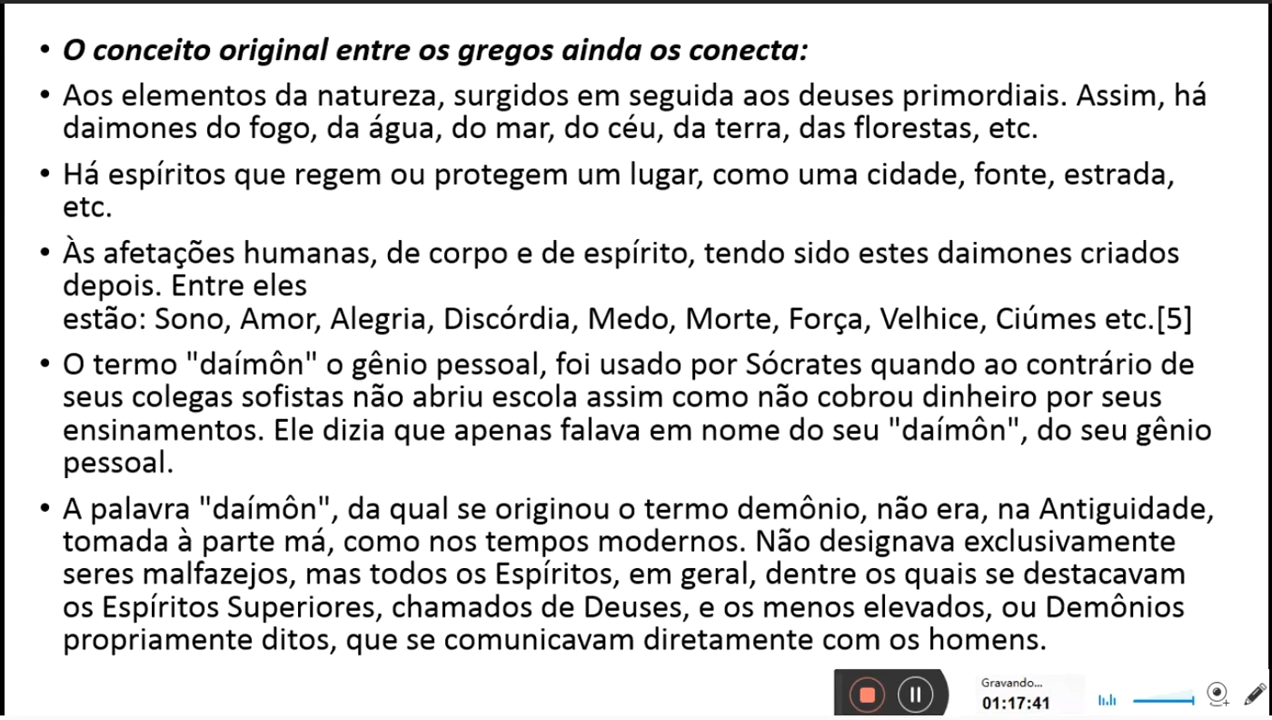 • O conceito original entre os gregos ainda os conecta:
• Aos elementos da natureza, surgidos em seguida aos deuses primordiais. Assim, há
daimones do fogo, da água, do mar, do céu, da terra, das florestas, etc.
• Há espíritos que regem ou protegem um lugar, como uma cidade, fonte, estrada,
etc.
• Às afetações humanas, de corpo e de espírito, tendo sido estes daimones criados
depois. Entre eles
estão: Sono, Amor, Alegria, Discórdia, Medo, Morte, Força, Velhice, Ciúmes etc.[5]
• O termo "daímôn" o gênio pessoal, foi usado por Sócrates quando ao contrário de
seus colegas sofistas não abriu escola assim como não cobrou dinheiro por seus
ensinamentos. Ele dizia que apenas falava em nome do seu "daímôn", do seu gênio
pessoal.
• A palavra "daímôn", da qual se originou o termo demônio, não era, na Antiguidade,
tomada à parte má, como nos tempos modernos. Não designava exclusivamente
seres malfazejos, mas todos os Espíritos, em geral, dentre os quais se destacavam
os Espíritos Superiores, chamados de Deuses, e os menos elevados, ou Demônios
propriamente ditos, que se comunicavam diretamente com os homens.
Gravando...
01:17:41